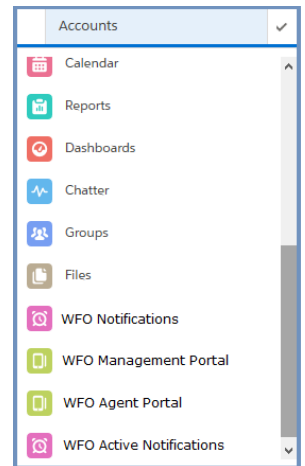 Accounts
Calendar
Reports
Dashboards
Chatter
Groups
Files
WFO Notifications
WFO Management Portal
WFO Agent Portal
WFO Active Notifications